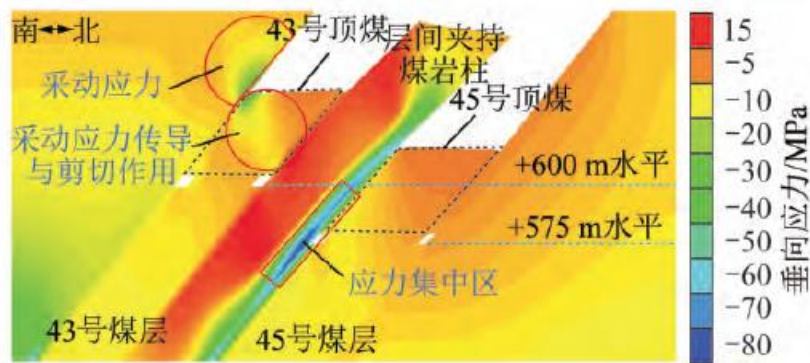 南↔北
43号顶煤
层间夹持
煤岩柱
采动应力
45号顶煤
采动应力传导
与剪切作用
+600 m水平
+575 m水平
应力集中区
43号煤层
45号煤层
15
-5
-10
-20
-30
-40
-50
-60
-70
-80
垂向应力/MPa